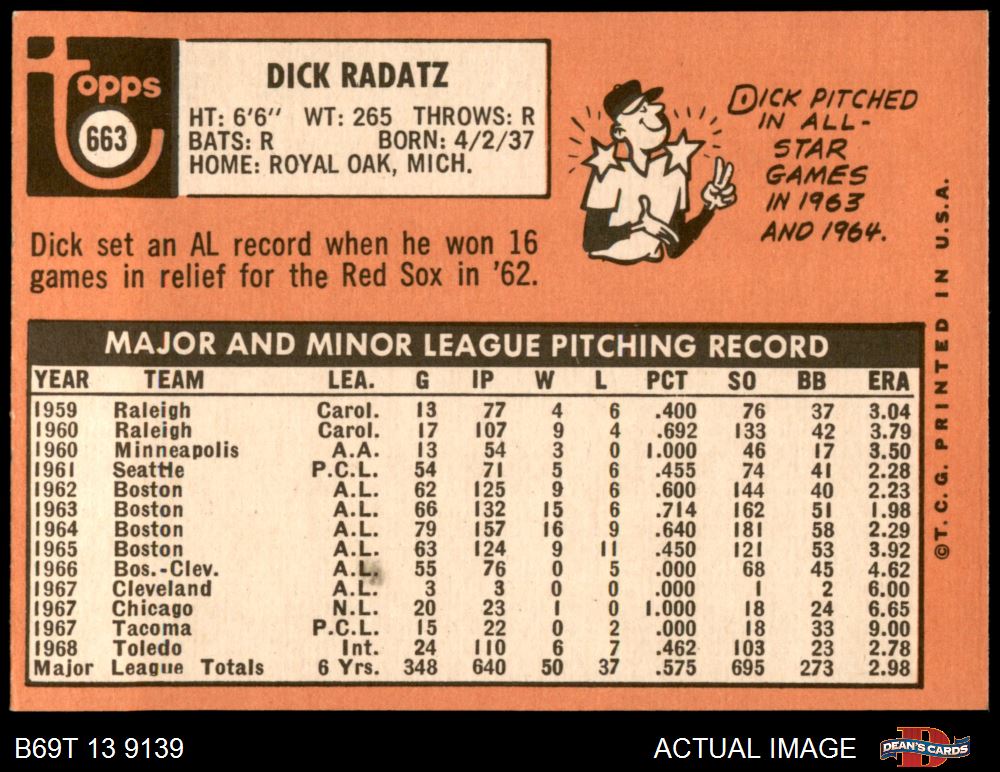 Topps
663
DICK RADATZ
HT: 6'6" WT: 265 THROWS: R
BATS: R BORN: 4/2/37
HOME: ROYAL OAK, MICH.
DICK PITCHED
IN ALL-
STAR
GAMES
IN 1963
AND 1964.
Dick set an AL record when he won 16
games in relief for the Red Sox in '62.
MAJOR AND MINOR LEAGUE PITCHING RECORD
YEAR TEAM LEA. G IP W L PCT SO BB ERA
1959 Raleigh Carol. 13 77 4 6 .400 76 37 3.04
1960 Raleigh Carol. 17 107 9 4 .692 133 42 3.79
1960 Minneapolis A.A. 13 54 3 0 1.000 46 17 3.50
1961 Seattle P.C.L. 54 71 5 6 .455 74 41 2.28
1962 Boston A.L. 62 125 9 6 .600 144 40 2.23
1963 Boston A.L. 66 132 15 6 .714 162 51 1.98
1964 Boston A.L. 79 157 16 9 .640 181 58 2.29
1965 Boston A.L. 63 124 9 11 .450 121 53 3.92
1966 Bos.-Clev. A.L. 55 76 0 5 .000 68 45 4.62
1967 Cleveland A.L. 3 3 0 0 .000 1 2 6.00
1967 Chicago N.L. 20 23 1 0 1.000 18 24 6.65
1967 Tacoma P.C.L. 15 22 0 2 .000 18 33 9.00
1968 Toledo Int. 24 110 6 7 .462 103 23 2.78
Major League Totals 6 Yrs. 348 640 50 37 .575 695 273 2.98
©T.C.G. PRINTED IN U.S.A.
B69T 13 9139
ACTUAL IMAGE
DEAN'S CARDS